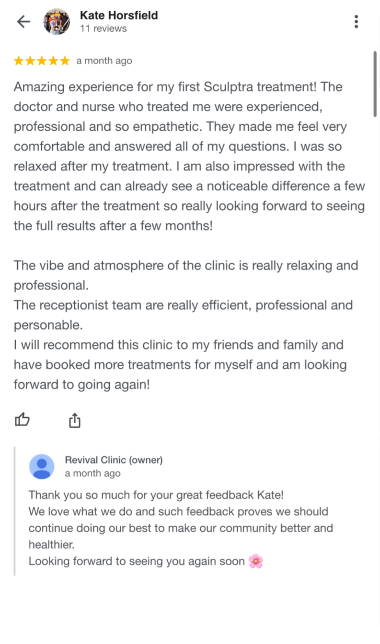 Kate Horsfield
11 reviews
a month ago
Amazing experience for my first Sculptra treatment! The
doctor and nurse who treated me were experienced,
professional and so empathetic. They made me feel very
comfortable and answered all of my questions. I was so
relaxed after my treatment. I am also impressed with the
treatment and can already see a noticeable difference a few
hours after the treatment so really looking forward to seeing
the full results after a few months!
The vibe and atmosphere of the clinic is really relaxing and
professional.
The receptionist team are really efficient, professional and
personable.
I will recommend this clinic to my friends and family and
have booked more treatments for myself and am looking
forward to going again!
Revival Clinic (owner)
a month ago
Thank you so much for your great feedback Kate!
We love what we do and such feedback proves we should
continue doing our best to make our community better and
healthier.
Looking forward to seeing you again soon 🌸